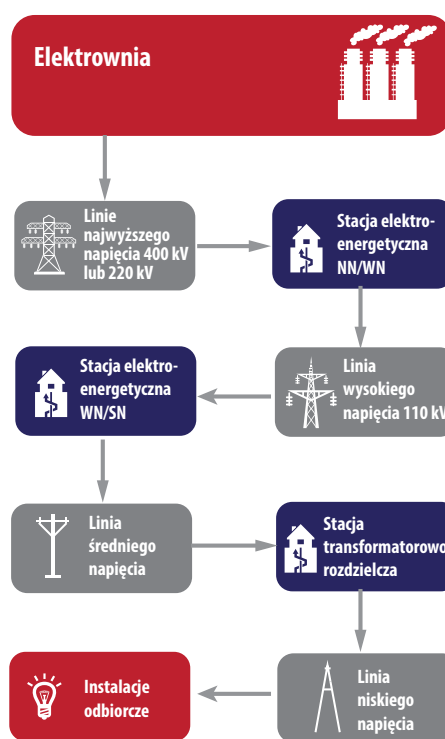 Elektrownia
Linie
najwyższego
napięcia 400 kV
lub 220 kV
Stacja elektro-
energetyczna
NN/WN
Stacja elektro-
energetyczna
WN/SN
Linia
wysokiego
napięcia 110 kV
Linia
średniego
napięcia
Stacja
transformatorowo
rozdzielcza
Instalacje
odbiorcze
Linia
niskiego
napięcia